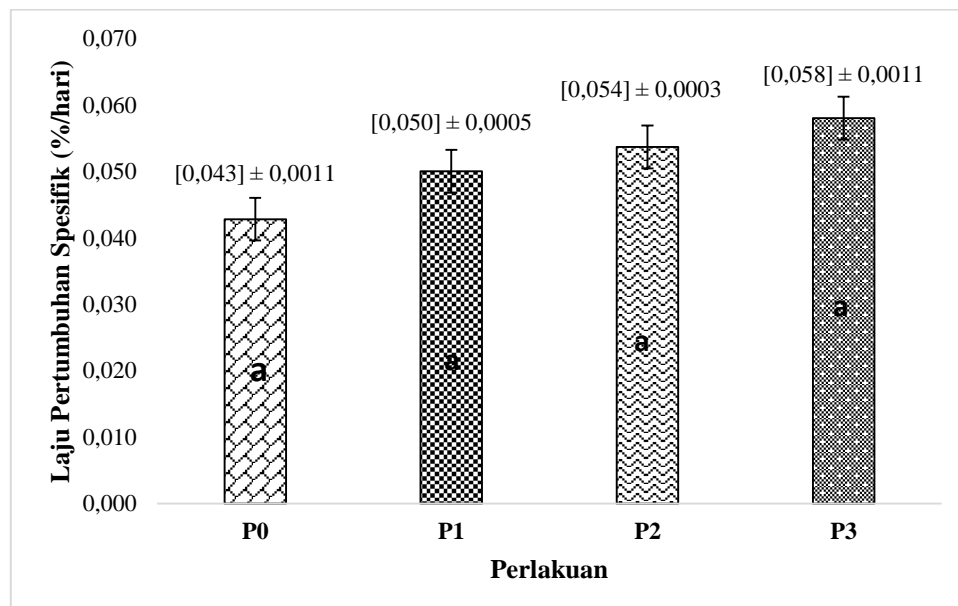 Laju Pertumbuhan Spesifik (%/hari)
0,070
0,060
0,050
0,040
0,030
0,020
0,010
0,000
[0,043] ± 0,0011
[0,050] ± 0,0005
[0,054] ± 0,0003
[0,058] ± 0,0011
a
a
a
a
P0
P1
P2
P3
Perlakuan